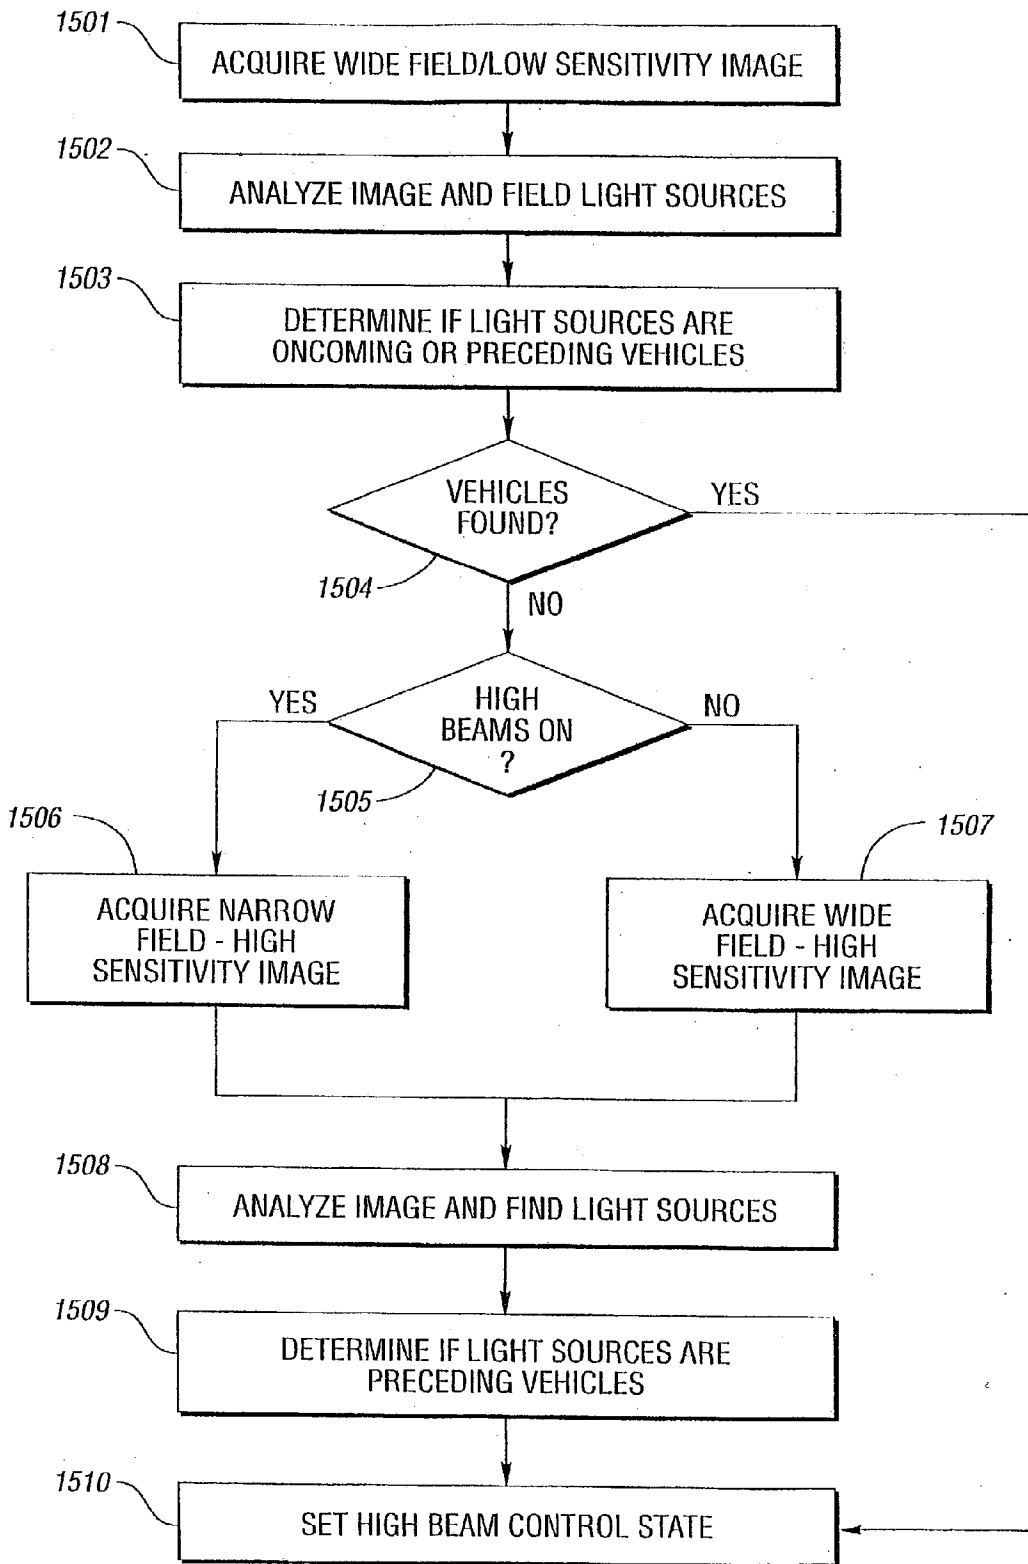 1501
ACQUIRE WIDE FIELD/LOW SENSITIVITY IMAGE
1502
ANALYZE IMAGE AND FIELD LIGHT SOURCES
1503
DETERMINE IF LIGHT SOURCES ARE
ONCOMING OR PRECEDING VEHICLES
VEHICLES
FOUND?
YES
1504
NO
YES
HIGH
BEAMS ON
?
NO
1505
1506
1507
ACQUIRE NARROW
FIELD - HIGH
SENSITIVITY IMAGE
ACQUIRE WIDE
FIELD - HIGH
SENSITIVITY IMAGE
1508
ANALYZE IMAGE AND FIND LIGHT SOURCES
1509
DETERMINE IF LIGHT SOURCES ARE
PRECEDING VEHICLES
1510
SET HIGH BEAM CONTROL STATE